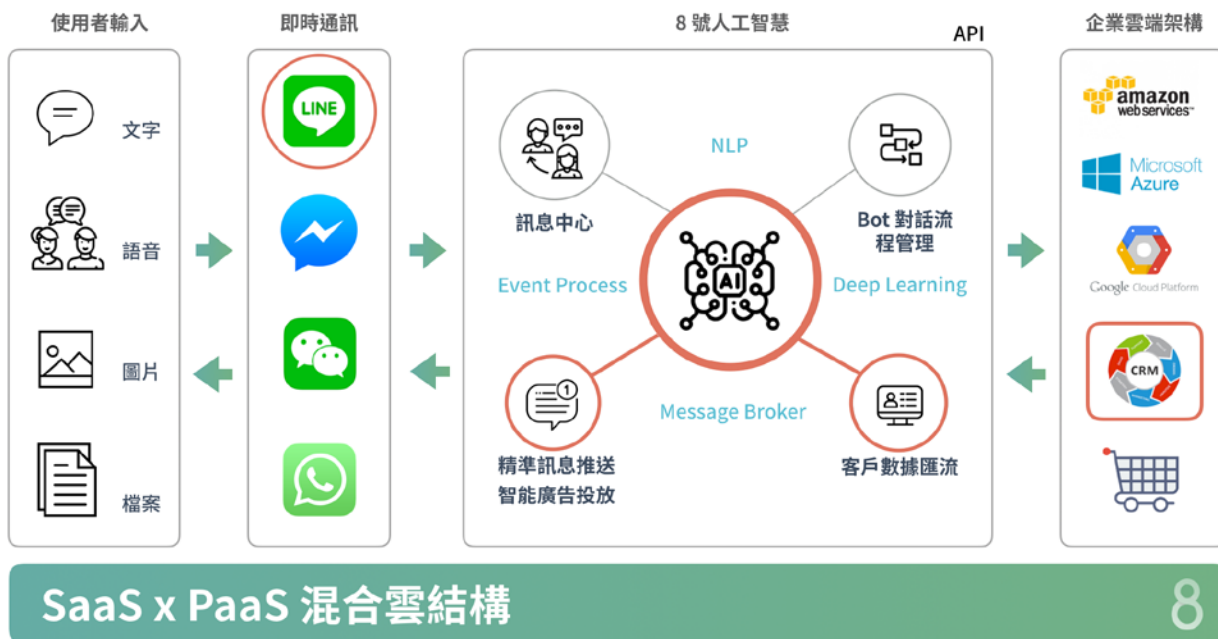 使用者輸入
即時通訊
8 號人工智慧
API
企業雲端架構
文字
語音
圖片
檔案
LINE
訊息中心
NLP
Bot 對話流
程管理
Event Process
AI
Deep Learning
1
精準訊息推送
智能廣告投放
Message Broker
客戶數據匯流
amazon
webservices™
Microsoft
Azure
Google Cloud Platform
CRM
SaaS x PaaS 混合雲結構
8